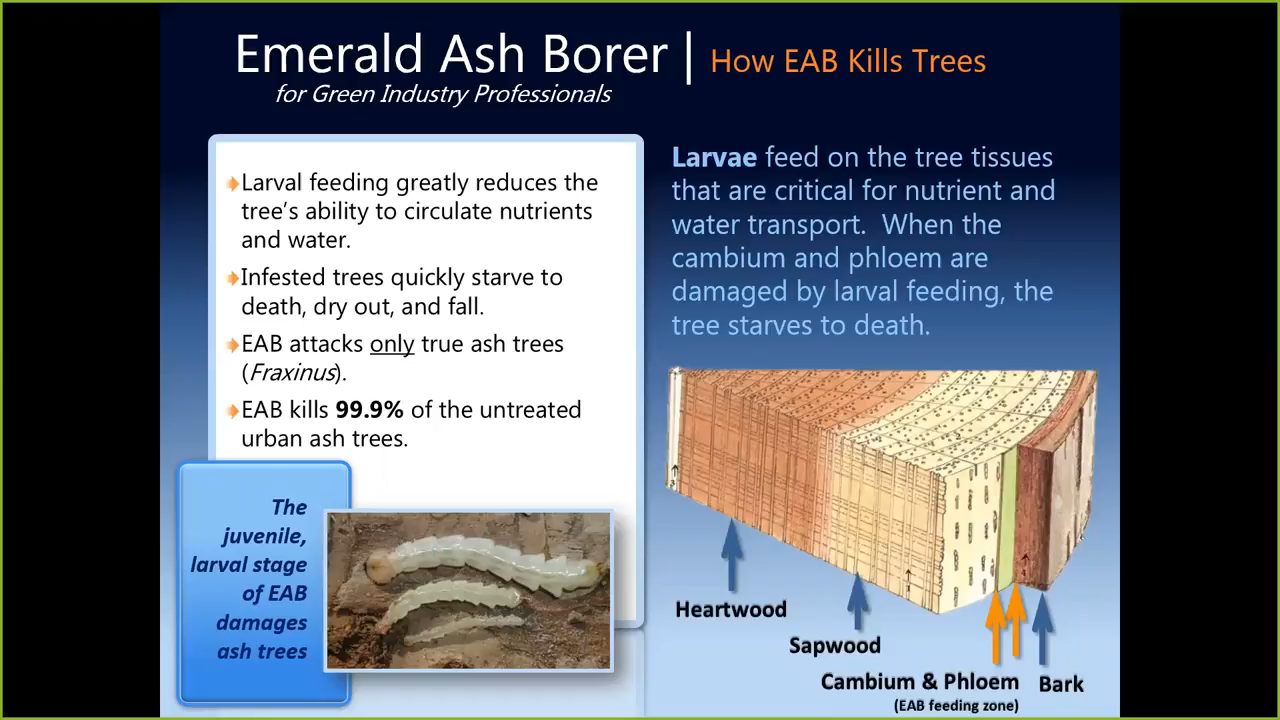 Emerald Ash Borer | How EAB Kills Trees
for Green Industry Professionals
Larval feeding greatly reduces the
tree's ability to circulate nutrients
and water.
Infested trees quickly starve to
death, dry out, and fall.
EAB attacks only true ash trees
(Fraxinus).
EAB kills 99.9% of the untreated
urban ash trees.
The
juvenile,
larval stage
of EAB
damages
ash trees
Larvae feed on the tree tissues
that are critical for nutrient and
water transport.  When the
cambium and phloem are
damaged by larval feeding, the
tree starves to death.
Heartwood
Sapwood
Cambium & Phloem
(EAB feeding zone)
Bark